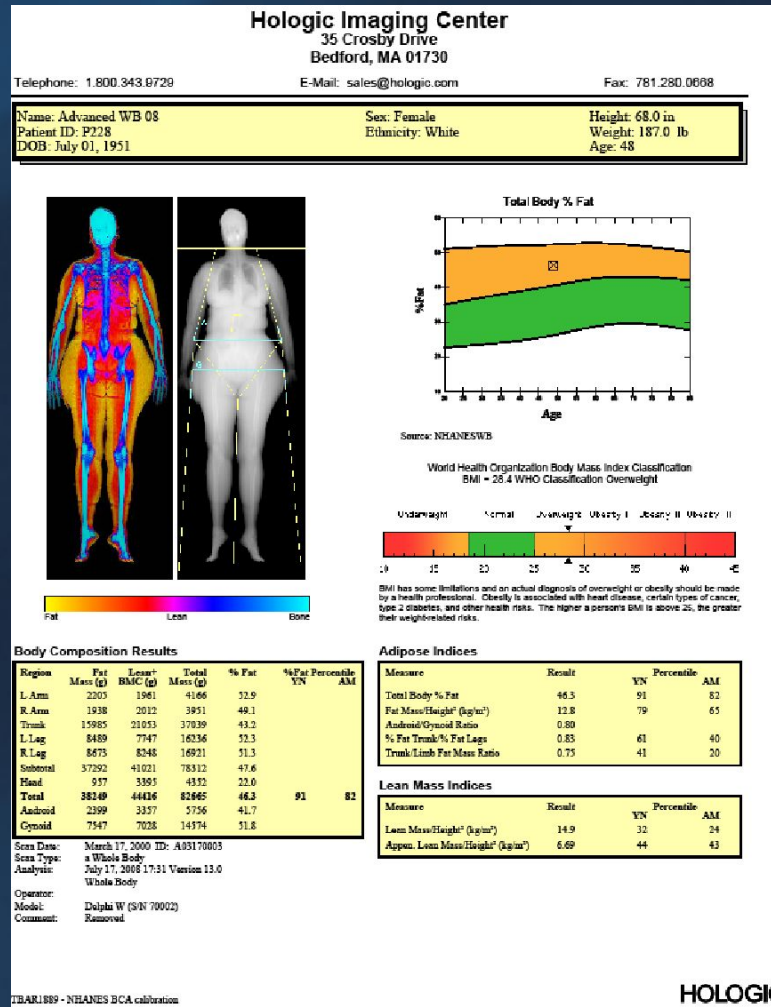 Hologic Imaging Center
35 Crosby Drive
Bedford, MA 01730
Telephone: 1.800.343.9729 E-Mail: sales@hologic.com Fax: 781.280.0668
Name: Advanced WB 08 Sex: Female Height: 68.0 in
Patient ID: P228 Ethnicity: White Weight: 187.0 lb
DOB: July 01, 1951 Age: 48
Total Body % Fat
%Fat
Age
Source: NHANESWB
World Health Organization Body Mass Index Classification
BMI = 28.4 WHO Classification Overweight
Underweight Normal Overweight Obesity I Obesity II Obesity III
10 15 20 25 30 35 40 45
BMI has some limitations and an actual diagnosis of overweight or obesity should be made
by a health professional. Obesity is associated with heart disease, certain types of cancer,
type 2 diabetes, and other health risks. The higher a person's BMI is above 25, the greater
their weight-related risks.
Fat Lean Bone
Body Composition Results
Region Fat Mass (g) Lean+ BMC (g) Total Mass (g) % Fat %Fat Percentile YN AM
L Arm 2205 1961 4166 52.9
R Arm 1938 2012 3951 49.1
Trunk 15985 21053 37039 43.2
L Leg 8489 7747 16236 52.3
R Leg 8673 8248 16921 51.3
Subtotal 37292 41021 78312 47.6
Head 957 3395 4352 22.0
Total 38249 44416 82665 46.3 91 82
Android 2399 3357 5756 41.7
Gynoid 7547 7028 14574 51.8
Scan Date: March 17, 2000 ID: A03170003
Scan Type: a Whole Body
Analysis: July 17, 2008 17:31 Version 13.0
Whole Body
Operator:
Model: Delphi W (S/N 70002)
Comment: Removed
Adipose Indices
Measure Result Percentile
YN AM
Total Body % Fat 46.3 91 82
Fat Mass/Height² (kg/m²) 12.8 79 65
Android/Gynoid Ratio 0.80
% Fat Trunk/% Fat Legs 0.83 61 40
Trunk/Limb Fat Mass Ratio 0.75 41 20
Lean Mass Indices
Measure Result Percentile
YN AM
Lean Mass/Height² (kg/m²) 14.9 32 24
Appen. Lean Mass/Height² (kg/m²) 6.69 44 43
TBAR1889 - NHANES BCA calibration
HOLOGIC